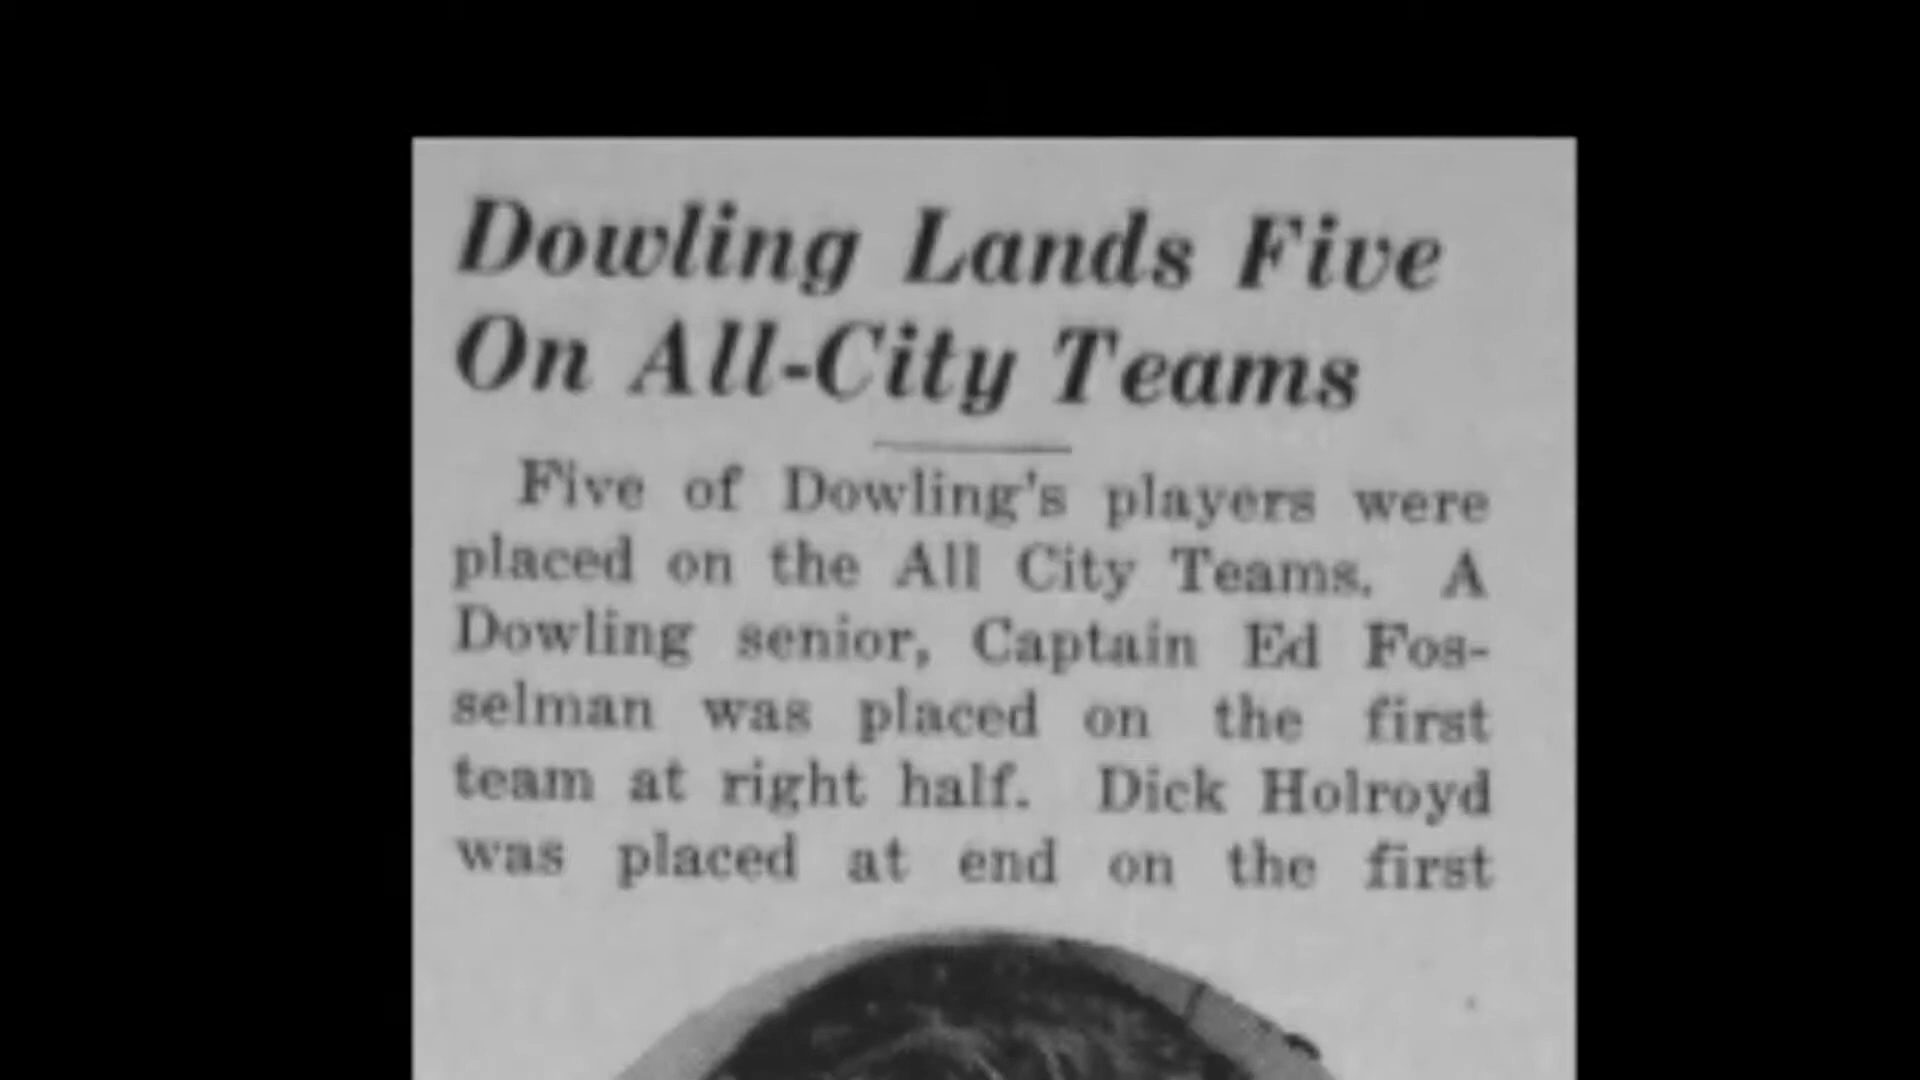 Dowling Lands Five
On All-City Teams
Five of Dowling's players were
placed on the All City Teams. A
Dowling senior, Captain Ed Fos-
selman was placed on the first
team at right half. Dick Holroyd
was placed at end on the first